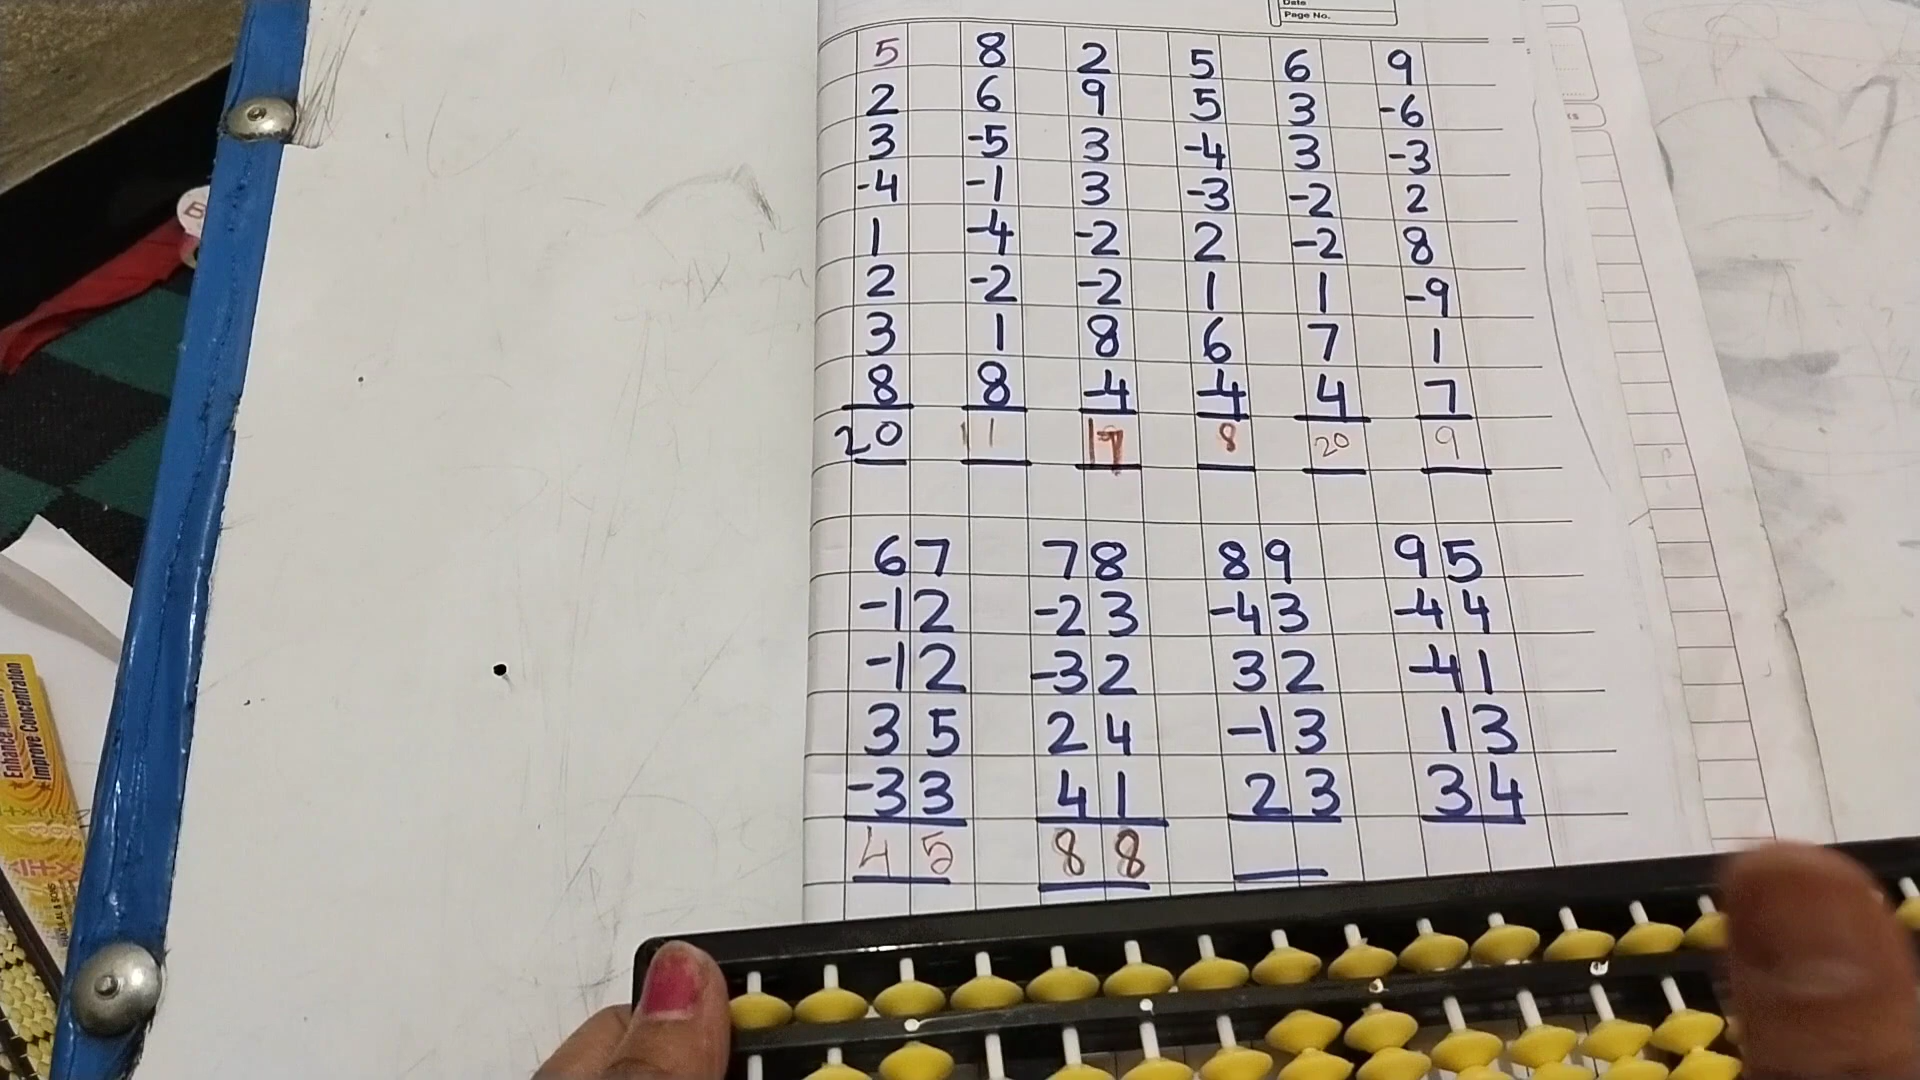 Date
Page No.
5 8 2 5 6 9
2 6 9 5 3 -6
3 -5 3 -4 3 -3
-4 -1 3 -3 -2 2
1 -4 -2 2 -2 8
2 -2 -2 1 1 -9
3 1 8 6 7 1
8 8 -4 -4 4 7
20 11 17 8 20 9
67 78 89 95
-12 -23 -43 -44
-12 -32 32 -41
35 24 -13 13
-33 41 23 34
45 88
Improve Concentration